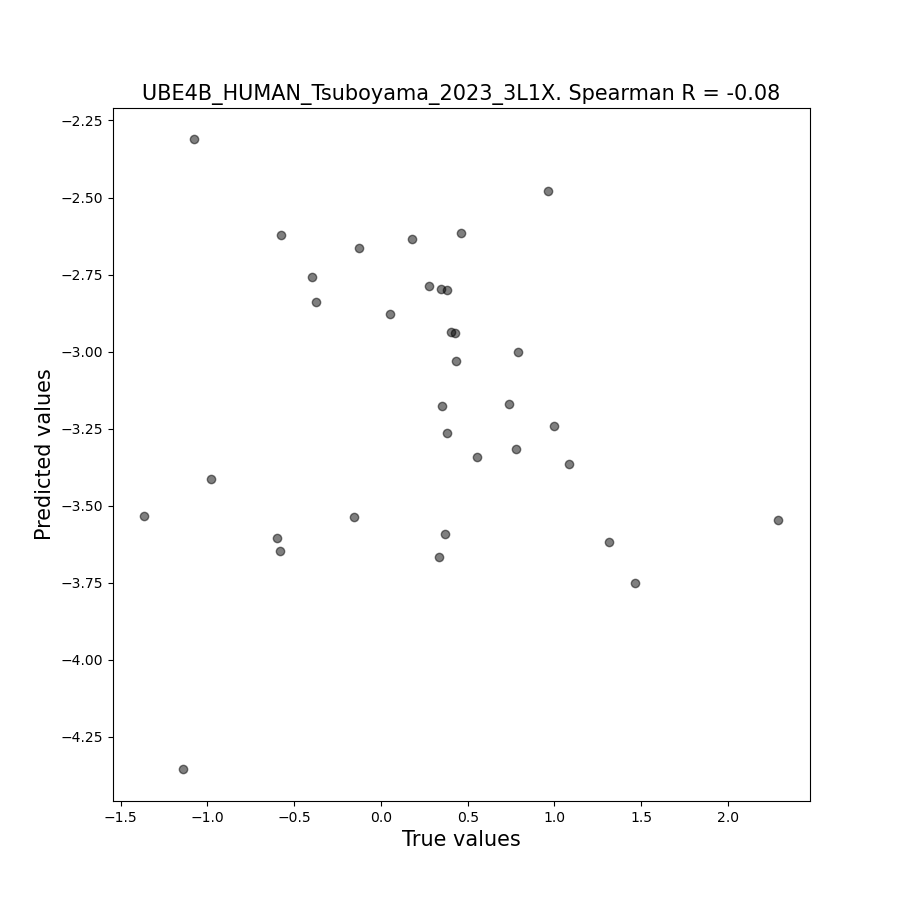 UBE4B_HUMAN_Tsuboyama_2023_3L1X. Spearman R = -0.08
−2.25
−2.50
−2.75
−3.00
−3.25
−3.50
−3.75
−4.00
−4.25
Predicted values
−1.5 −1.0 −0.5 0.0 0.5 1.0 1.5 2.0
True values